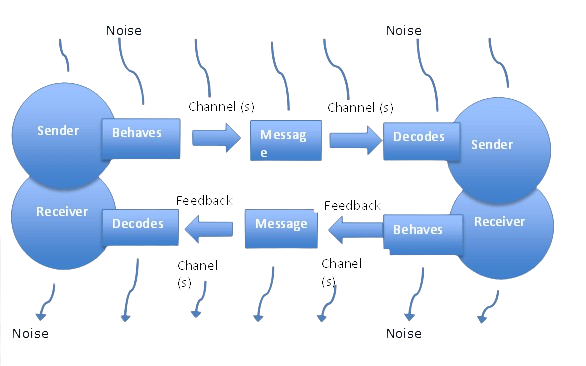 Noise
Noise
Channel (s)
Channel (s)
Sender
Behaves
Messag
e
Decodes
Sender
Feedback
Feedback
Receiver
Decodes
Message
Behaves
Receiver
Chanel
(s)
Chanel
(s)
Noise
Noise